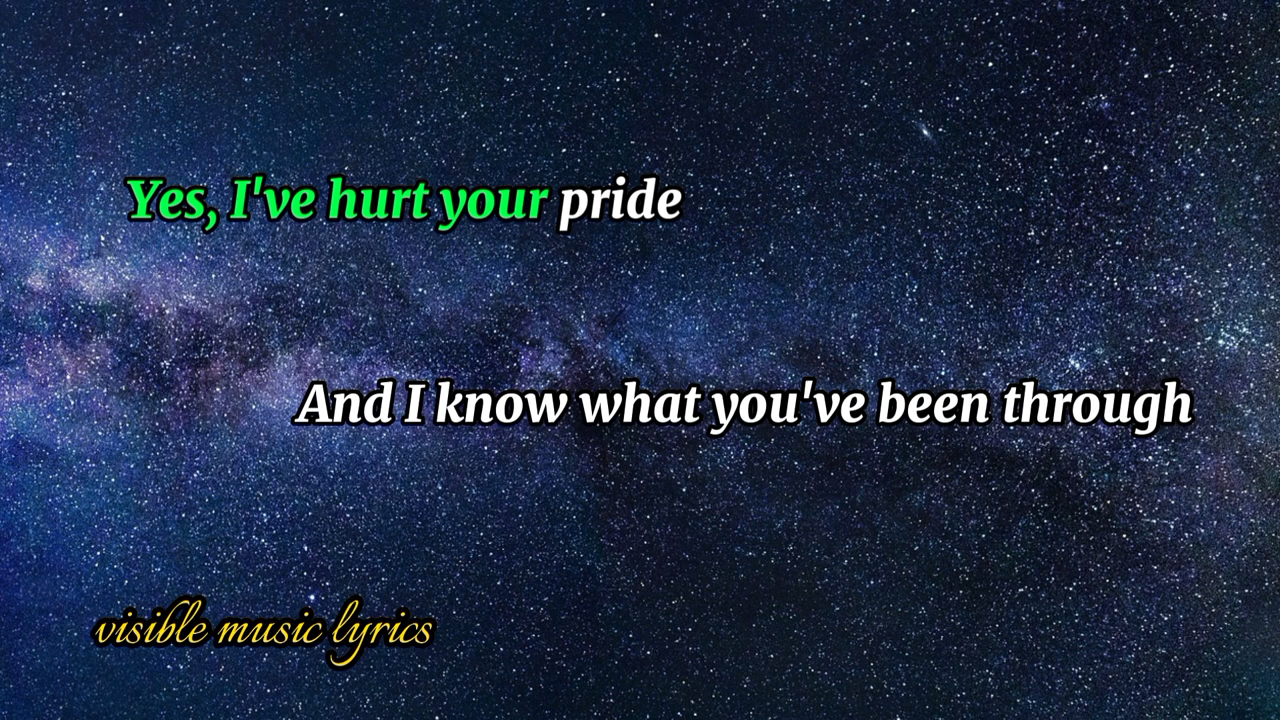 Yes, I've hurt your pride
And I know what you've been through
visible music lyrics